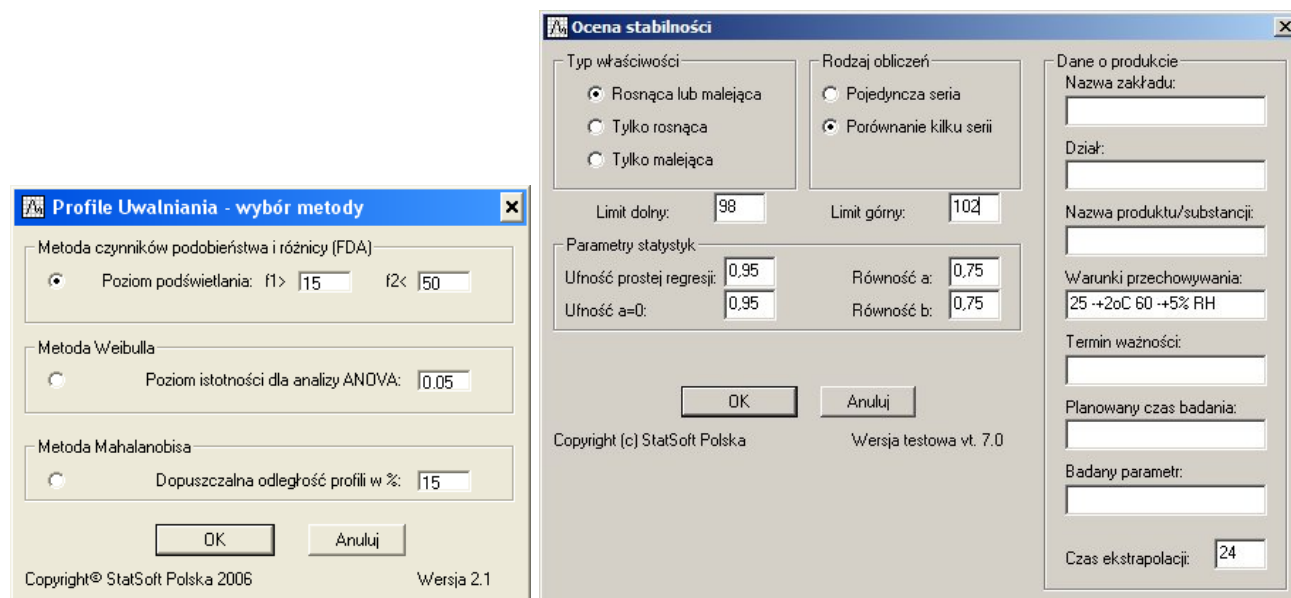 Profile Uwalniania - wybór metody
Metoda czynników podobieństwa i różnicy (FDA)
Poziom podświetlania: f1> 15 f2< 50
Metoda Weibulla
Poziom istotności dla analizy ANOVA: 0.05
Metoda Mahalanobisa
Dopuszczalna odległość profili w %: 15
OK Anuluj
Copyright© StatSoft Polska 2006 Wersja 2.1
Ocena stabilności
Typ właściwości
Rosnąca lub malejąca
Tylko rosnąca
Tylko malejąca
Rodzaj obliczeń
Pojedyncza seria
Porównanie kilku serii
Limit dolny: 98 Limit górny: 102
Parametry statystyk
Ufność prostej regresji: 0,95 Równość a: 0,75
Ufność a=0: 0,95 Równość b: 0,75
OK Anuluj
Copyright (c) StatSoft Polska Wersja testowa vt. 7.0
Dane o produkcie
Nazwa zakładu:
Dział:
Nazwa produktu/substancji:
Warunki przechowywania:
25 -+2oC 60 -+5% RH
Termin ważności:
Planowany czas badania:
Badany parametr:
Czas ekstrapolacji: 24